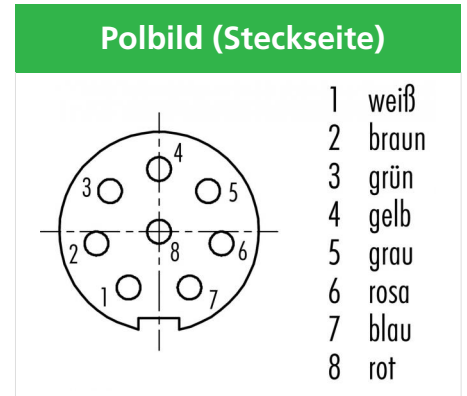 Polbild (Steckseite)
4
3
5
2
8
6
1
7
1 weiß
2 braun
3 grün
4 gelb
5 grau
6 rosa
7 blau
8 rot